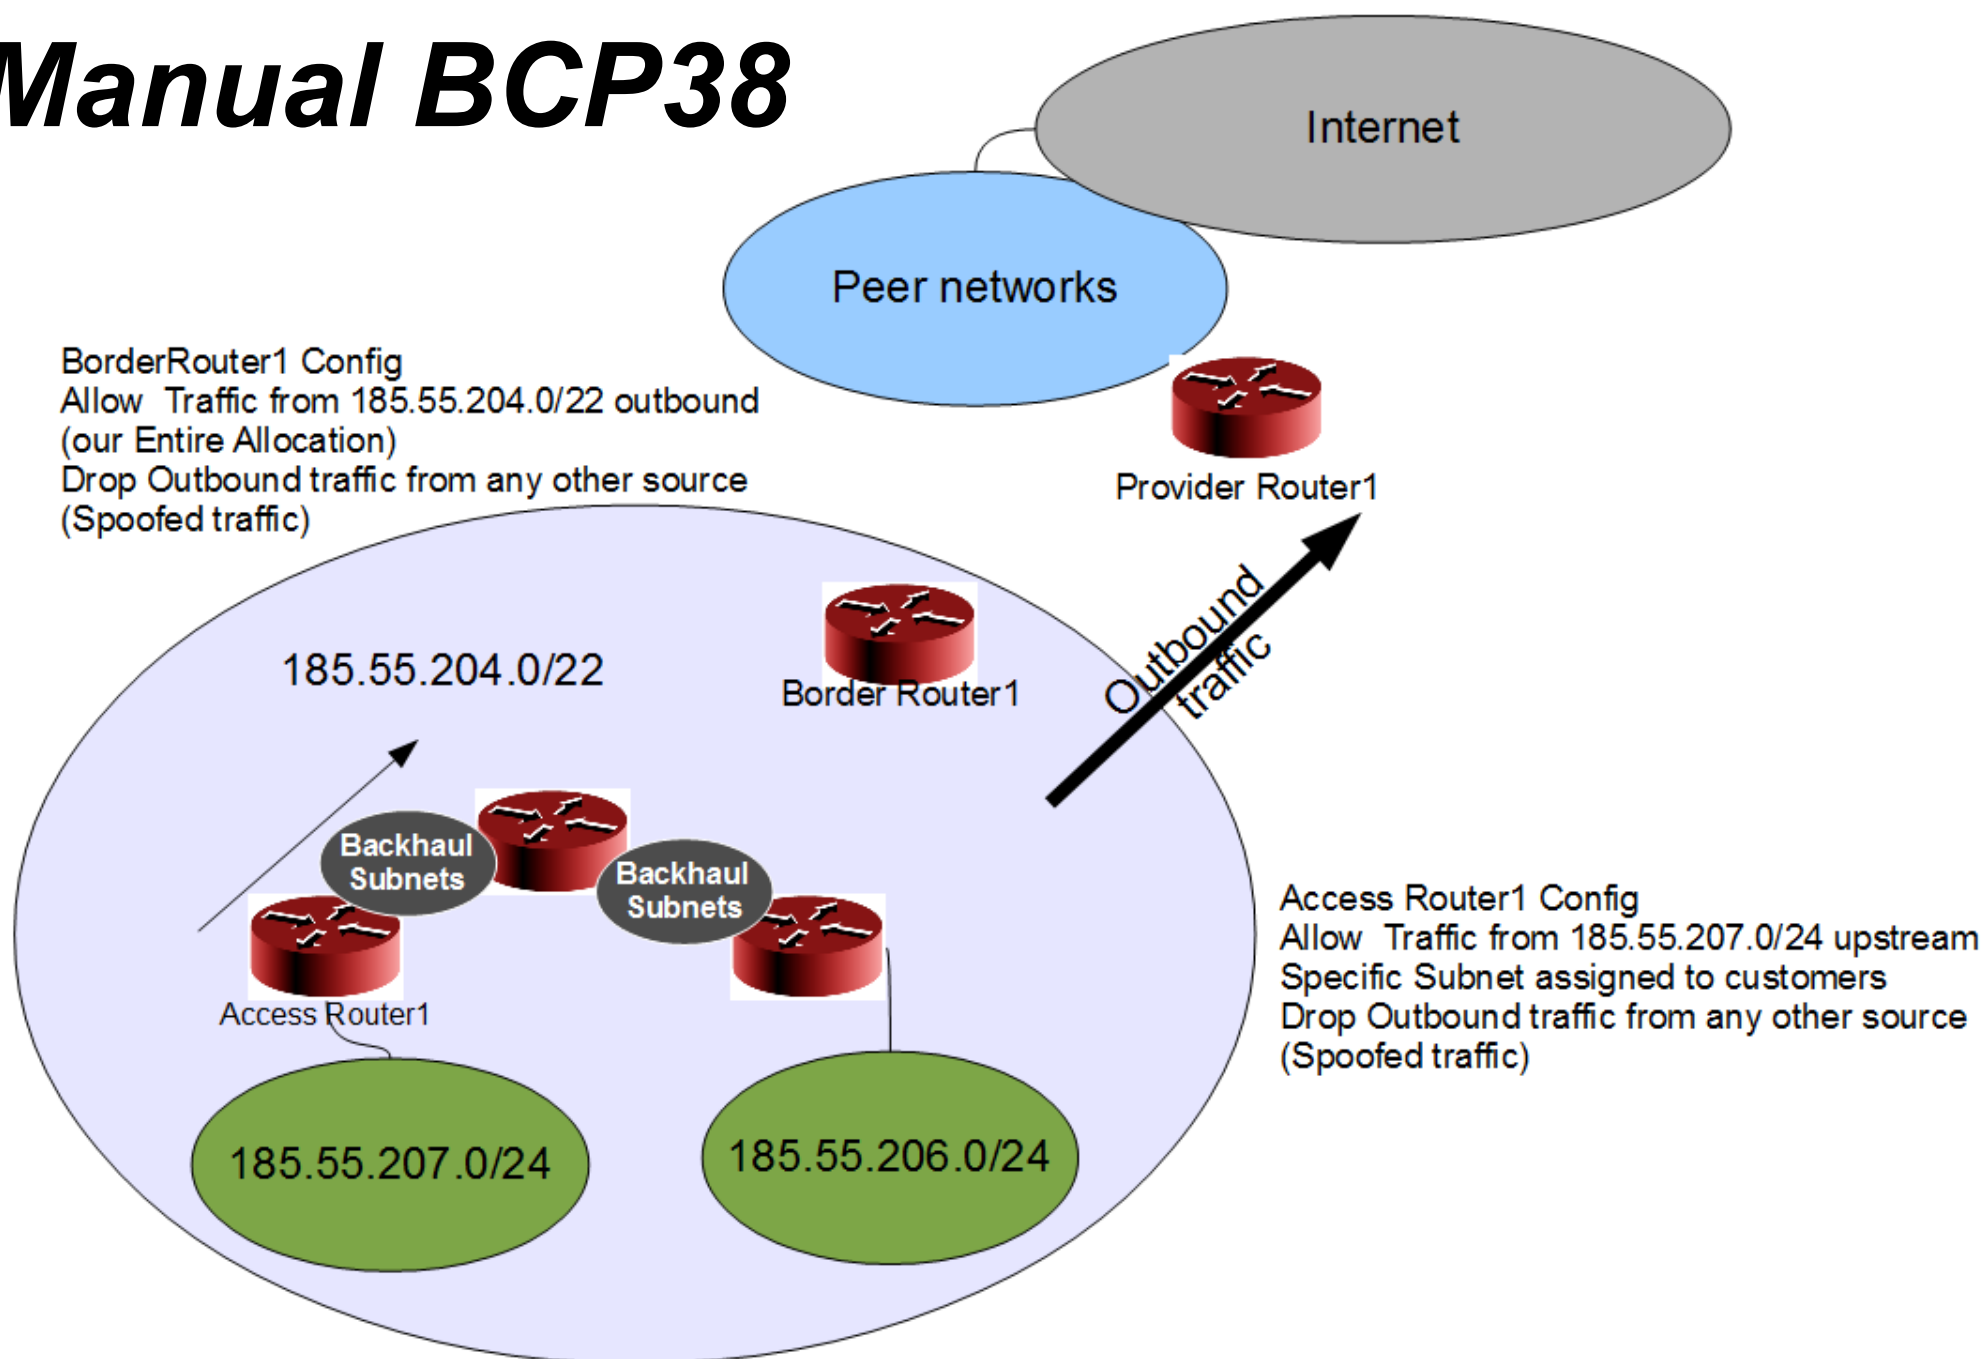 Manual BCP38
Internet
Peer networks
BorderRouter1 Config
Allow  Traffic from 185.55.204.0/22 outbound
(our Entire Allocation)
Drop Outbound traffic from any other source
(Spoofed traffic)
Provider Router1
Outbound
traffic
185.55.204.0/22
Border Router1
Backhaul
Subnets
Backhaul
Subnets
Access Router1
Access Router1 Config
Allow  Traffic from 185.55.207.0/24 upstream
Specific Subnet assigned to customers
Drop Outbound traffic from any other source
(Spoofed traffic)
185.55.207.0/24
185.55.206.0/24